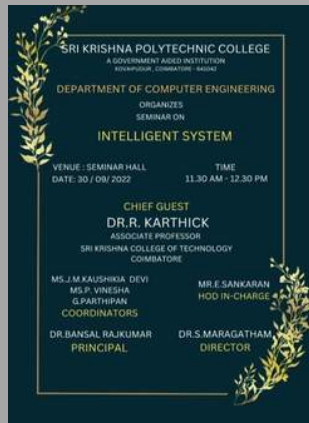 SRI KRISHNA POLYTECHNIC COLLEGE
A GOVERNMENT AIDED INSTITUTION
KOVAIPUDUR, COIMBATORE - 641042
DEPARTMENT OF COMPUTER ENGINEERING
ORGANIZES
SEMINAR ON
INTELLIGENT SYSTEM
VENUE : SEMINAR HALL
DATE: 30 / 09/ 2022
TIME
11.30 AM - 12.30 PM
CHIEF GUEST
DR.R. KARTHICK
ASSOCIATE PROFESSOR
SRI KRISHNA COLLEGE OF TECHNOLOGY
COIMBATORE
MS.J.M.KAUSHIKIA DEVI
MS.P. VINESHA
G.PARTHIPAN
COORDINATORS
MR.E.SANKARAN
HOD IN-CHARGE
DR.BANSAL RAJKUMAR
PRINCIPAL
DR.S.MARAGATHAM
DIRECTOR